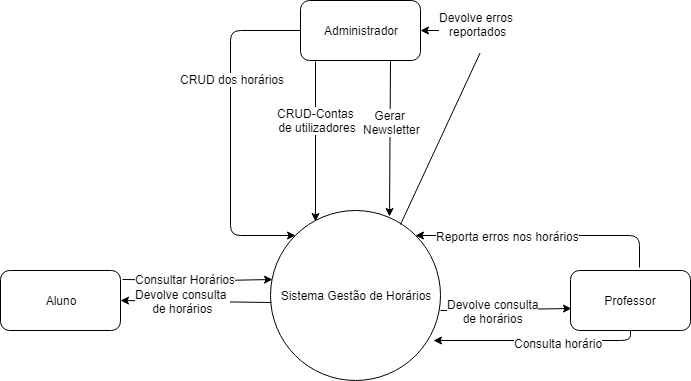 Devolve erros
reportados
Administrador
CRUD dos horários
CRUD-Contas
de utilizadores
Gerar
Newsletter
Reporta erros nos horários
Consultar Horários
Devolve consulta
de horários
Aluno
Sistema Gestão de Horários
Devolve consulta
de horários
Professor
Consulta horário